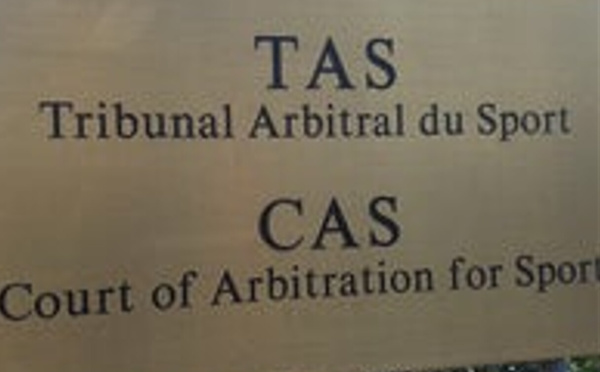 TAS
Tribunal Arbitral du Sport
CAS
Court of Arbitration for Sport